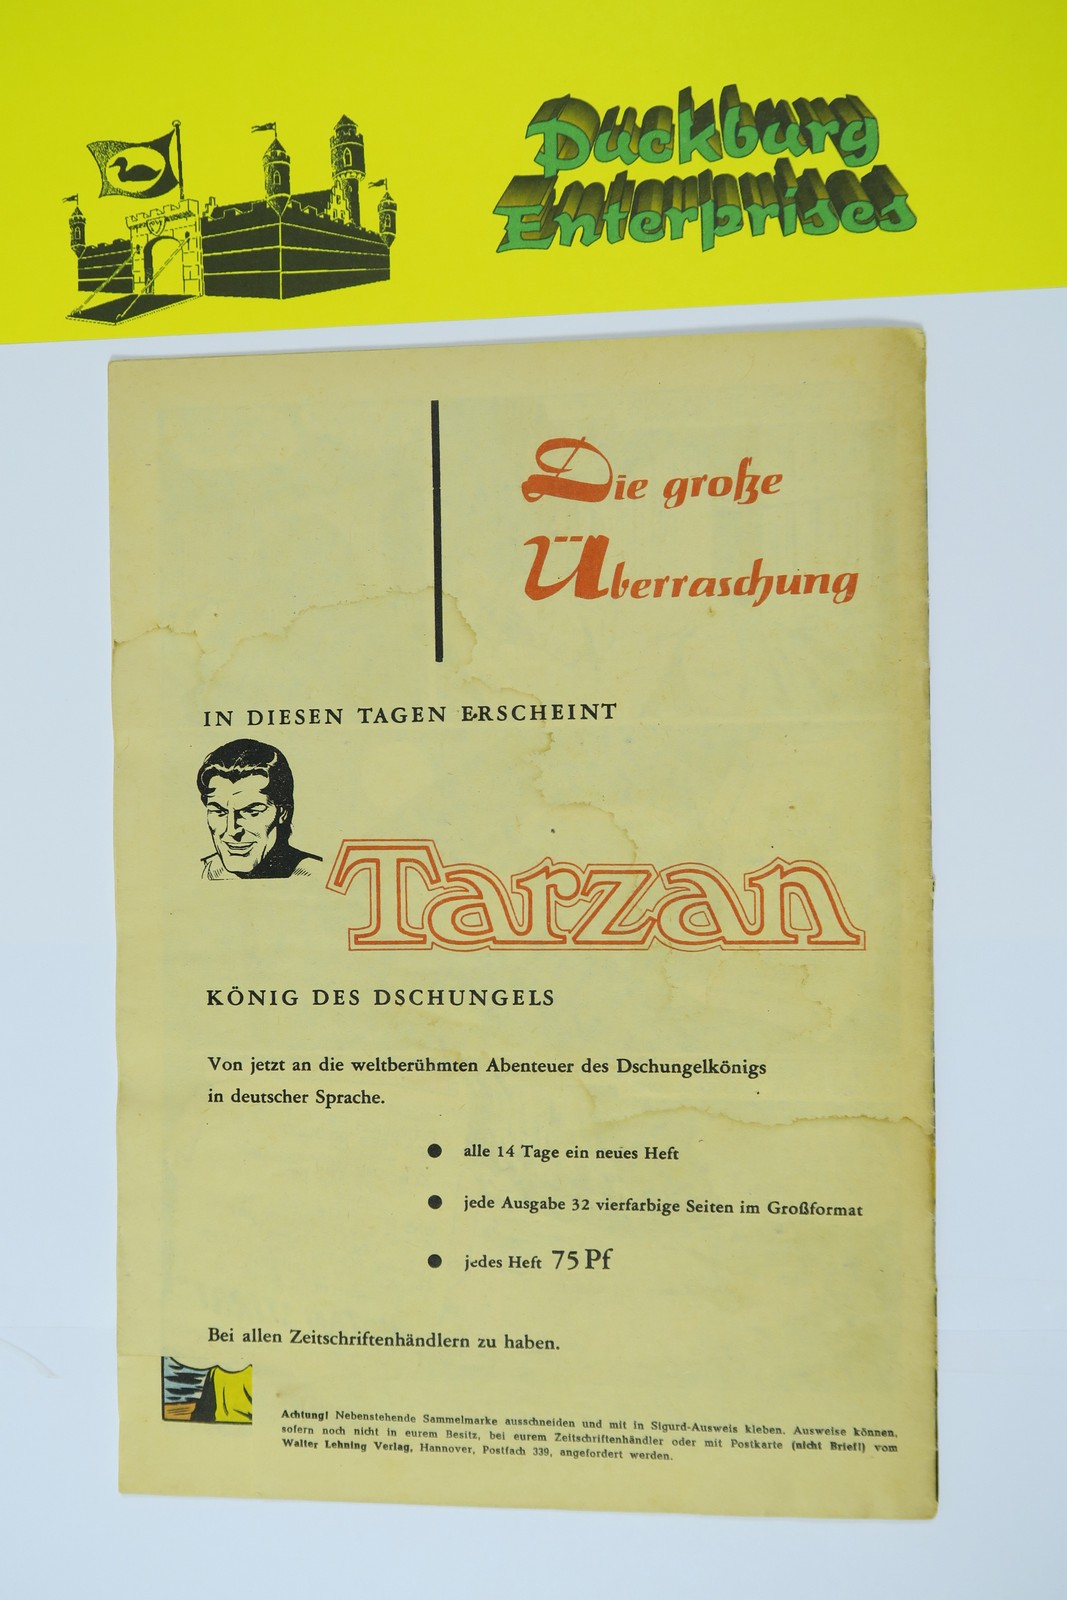 Duckburg
Enterprises
Die große
Überraschung
IN DIESEN TAGEN ERSCHEINT
Tarzan
KÖNIG DES DSCHUNGELS
Von jetzt an die weltberühmten Abenteuer des Dschungelkönigs
in deutscher Sprache.
● alle 14 Tage ein neues Heft
● jede Ausgabe 32 vierfarbige Seiten im Großformat
● jedes Heft 75 Pf
Bei allen Zeitschriftenhändlern zu haben.
Achtung! Nebenstehende Sammelmarke ausschneiden und mit in Sigurd-Ausweis kleben. Ausweise können,
sofern noch nicht in eurem Besitz, bei eurem Zeitschriftenhändler oder mit Postkarte (nicht Brief!) vom
Walter Lehning Verlag, Hannover, Postfach 339, angefordert werden.